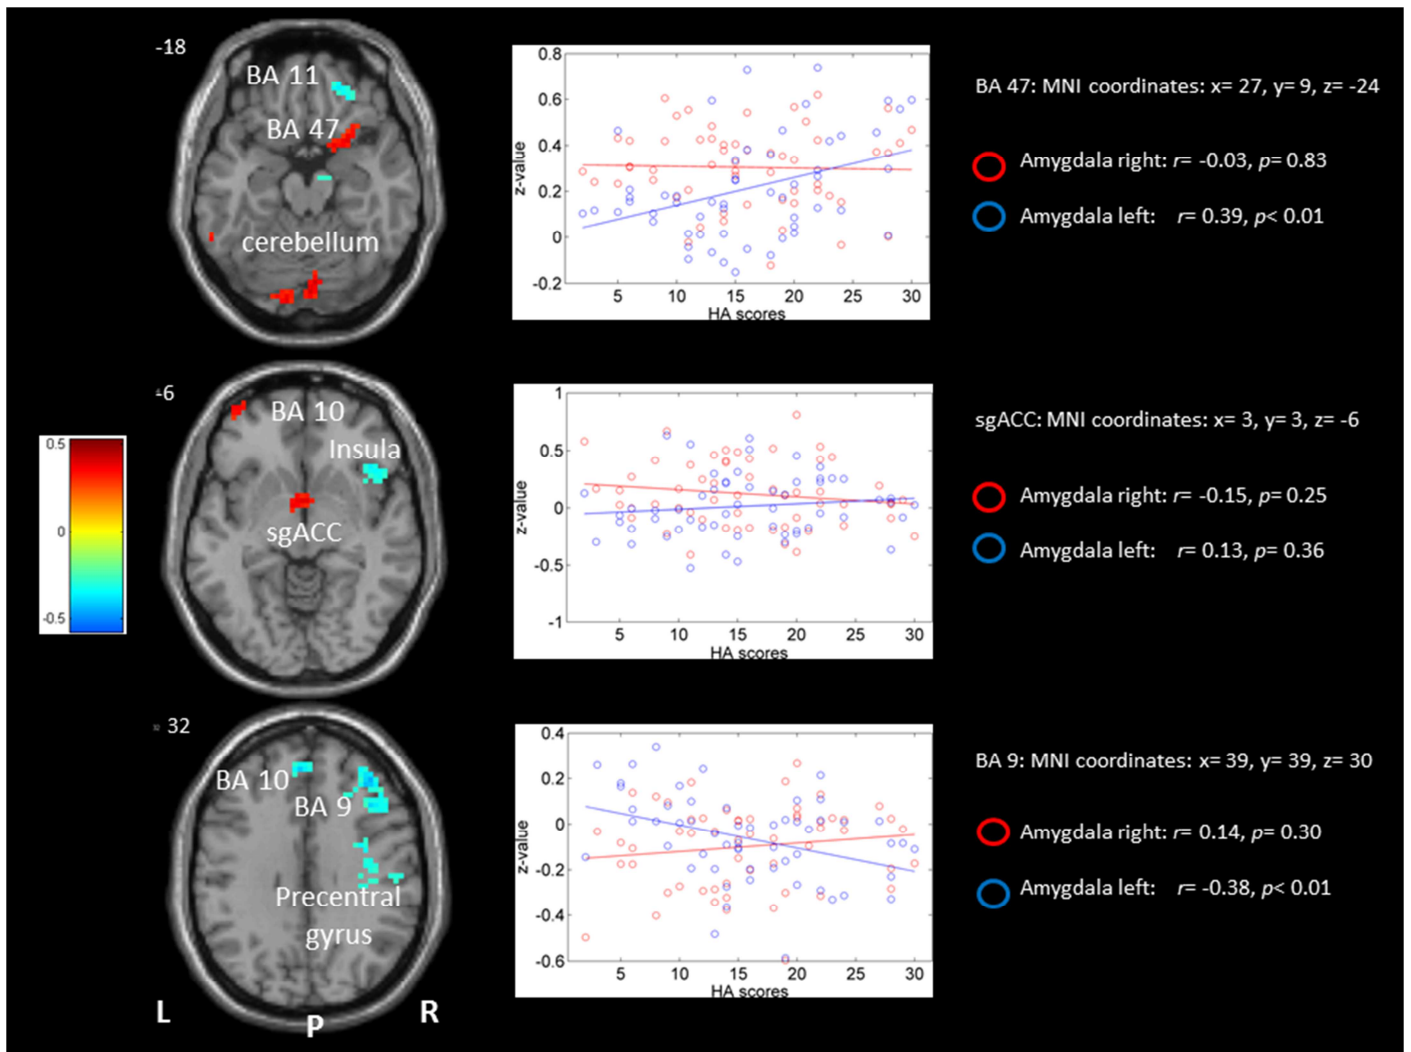 -18
BA 11
BA 47
cerebellum
0.8
0.6
0.4
0.2
0
-0.2
z-value
5 10 15 20 25 30
HA scores
BA 47: MNI coordinates: x= 27, y= 9, z= -24
Amygdala right: r= -0.03, p= 0.83
Amygdala left: r= 0.39, p< 0.01
-6
BA 10
Insula
sgACC
0.5
0
-0.5
1
0.5
0
-0.5
-1
z-value
5 10 15 20 25 30
HA scores
sgACC: MNI coordinates: x= 3, y= 3, z= -6
Amygdala right: r= -0.15, p= 0.25
Amygdala left: r= 0.13, p= 0.36
32
BA 10
BA 9
Precentral
gyrus
L
P
R
0.4
0.2
0
-0.2
-0.4
-0.6
z-value
5 10 15 20 25 30
HA scores
BA 9: MNI coordinates: x= 39, y= 39, z= 30
Amygdala right: r= 0.14, p= 0.30
Amygdala left: r= -0.38, p< 0.01